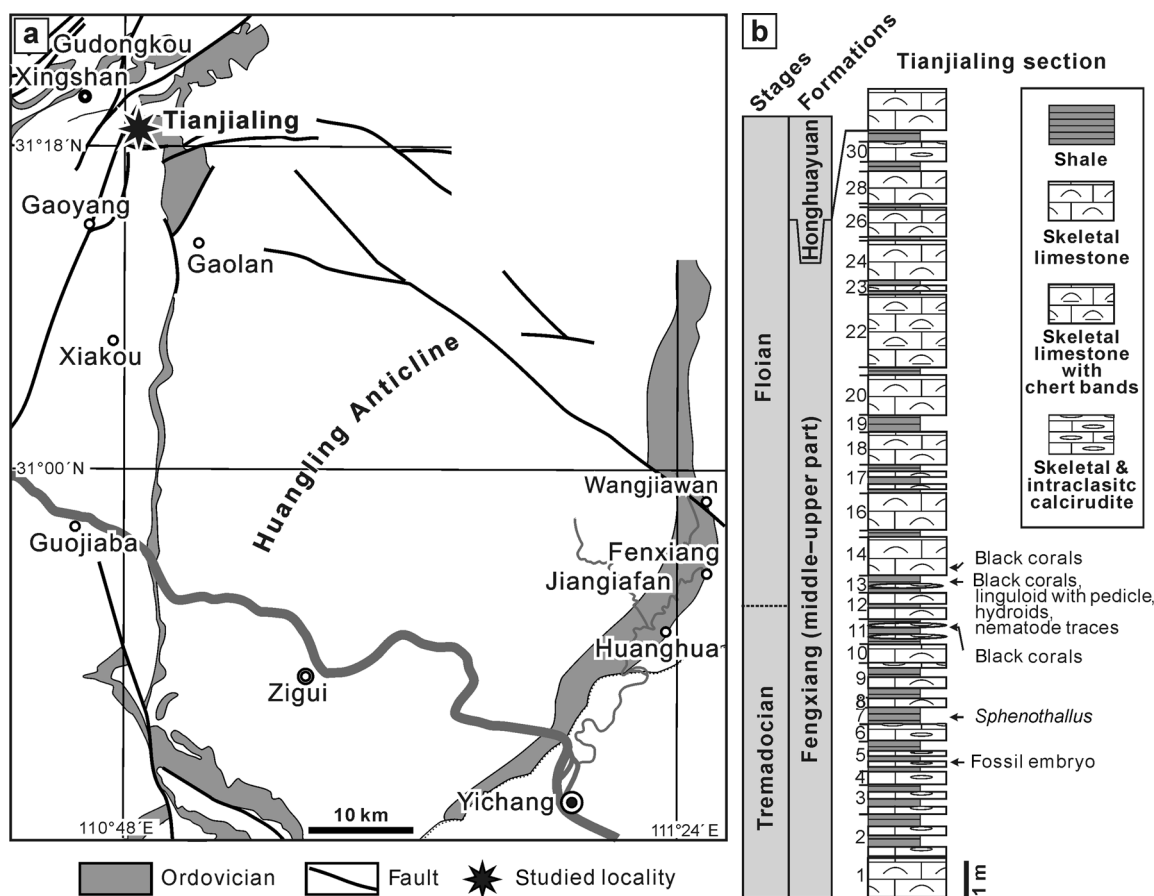 a
Gudongkou
Xingshan
Tianjialing
31°18´N
Gaoyang
Gaolan
Xiakou
Huangling Anticline
31°00´N
Wangjiawan
Guojiaba
Fenxiang
Jiangiafan
Huanghua
Zigui
Yichang
10 km
110°48´E
111°24´E
Ordovician
Fault
Studied locality
b
Stages
Formations
Tianjialing section
Floian
Tremadocian
Honghuayuan
Fengxiang (middle–upper part)
30
28
26
24
23
22
20
19
18
17
16
14
13
12
11
10
9
8
7
6
5
4
3
2
1
Black corals
Black corals,
linguloid with pedicle,
hydroids,
nematode traces
Black corals
Sphenothallus
Fossil embryo
1 m
Shale
Skeletal
limestone
Skeletal
limestone
with
chert bands
Skeletal &
intraclasitc
calcirudite